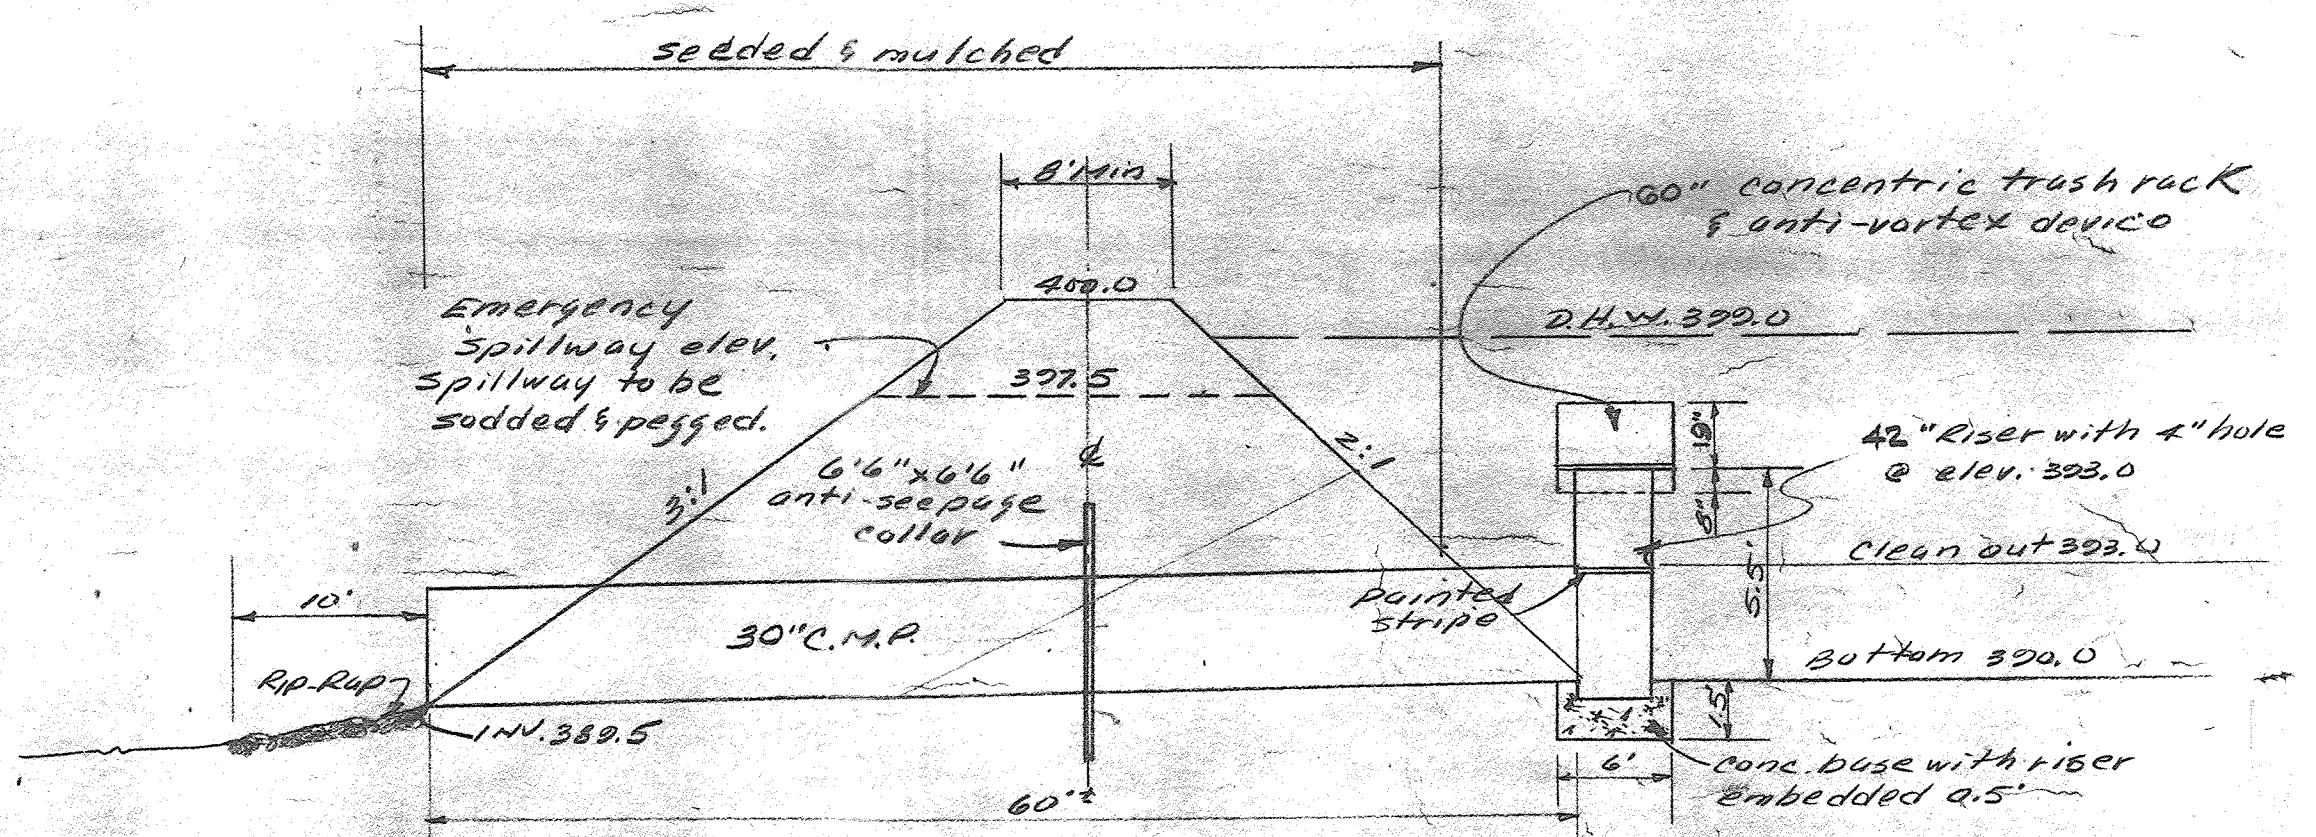 seeded & mulched
8' Min
60" concentric trash rack
& anti-vortex device
400.0
Emergency
spillway elev.
spillway to be
sodded & pegged.
D.H.W. 399.0
397.5
19"
42" Riser with 4" hole
@ elev. 393.0
℄
2:1
3:1
6'6" x 6'6"
anti-seepage
collar
8"
5.5'
Clean out 393.0
painted
stripe
10'
30" C.M.P.
Bottom 390.0
Rip-Rap
INV. 389.5
1.5'
6'
conc. base with riser
embedded 0.5'
60' ±